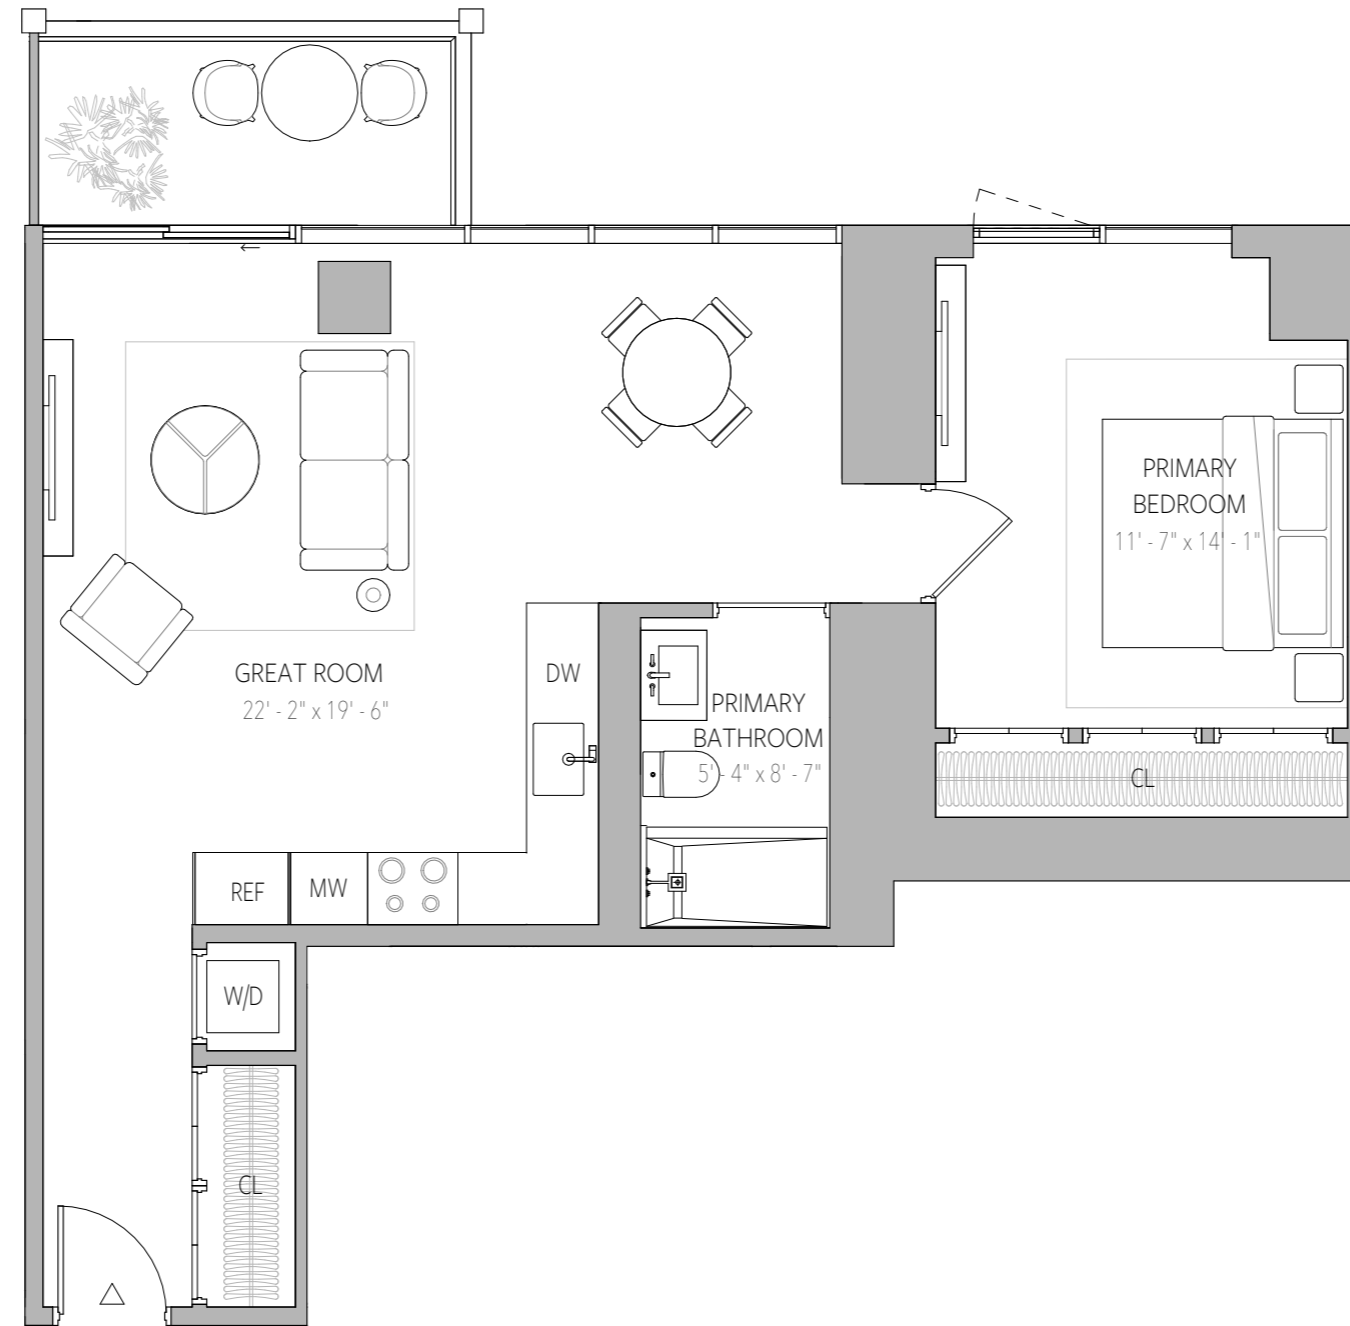 PRIMARY
BEDROOM
11' - 7" x 14' - 1"
GREAT ROOM
22' - 2" x 19' - 6"
DW
PRIMARY
BATHROOM
5' - 4" x 8' - 7"
CL
REF
MW
W/D
CL